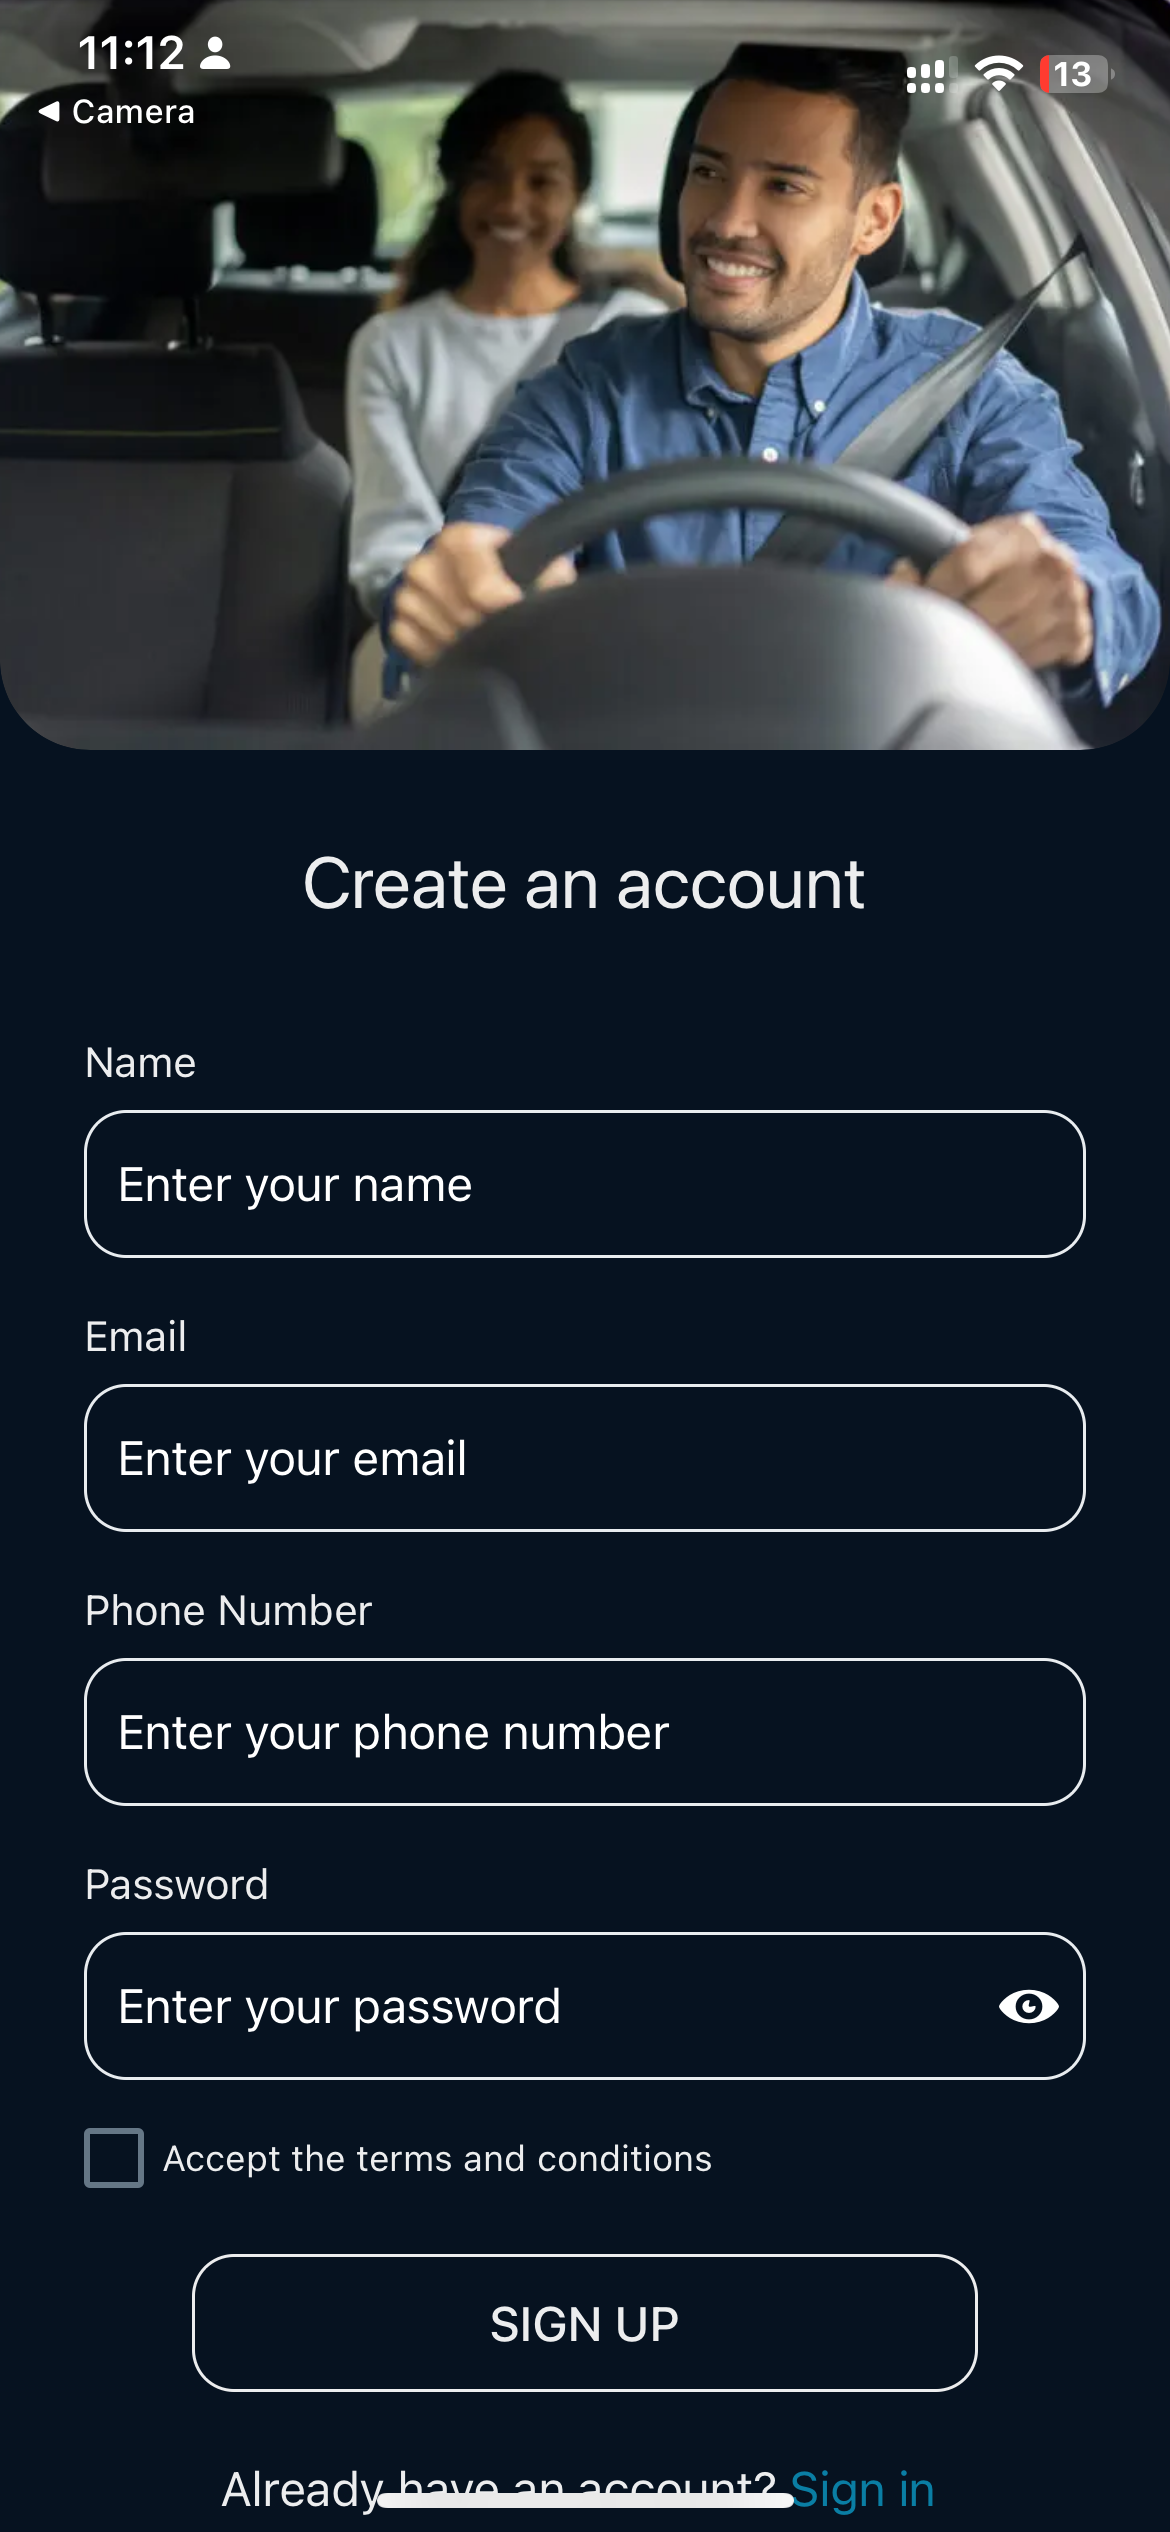 11:12
13
Camera
Create an account
Name
Enter your name
Email
Enter your email
Phone Number
Enter your phone number
Password
Enter your password
Accept the terms and conditions
SIGN UP
Already have an account? Sign in